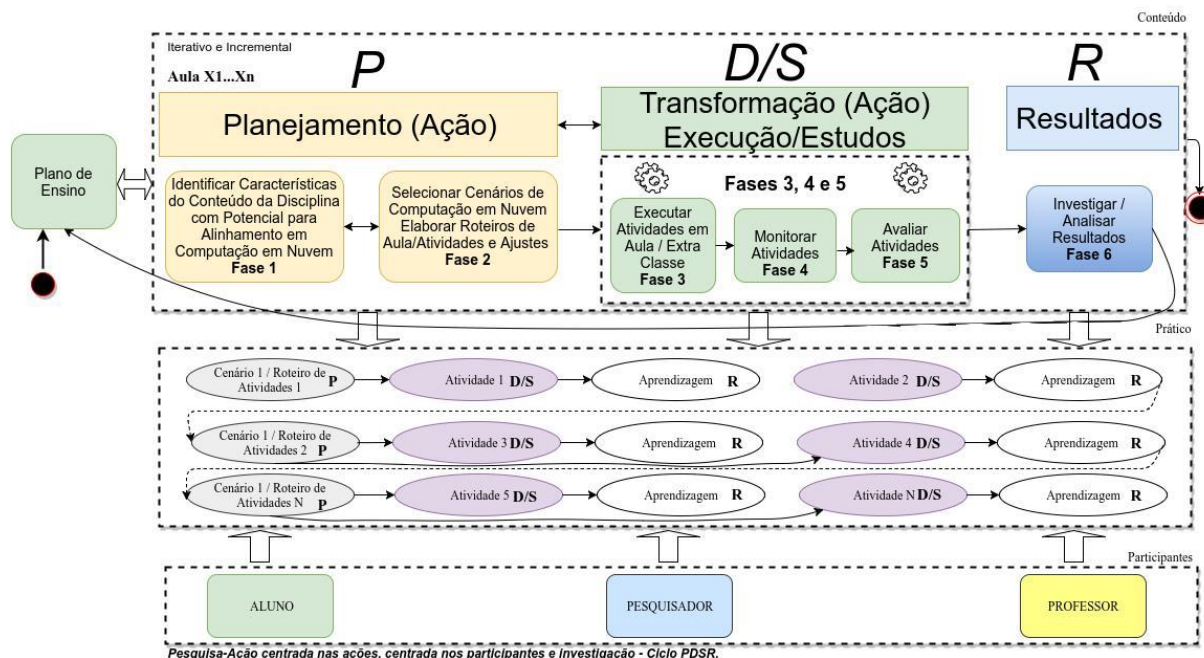 Conteúdo
Iterativo e Incremental
Aula X1...Xn
P
D/S
R
Planejamento (Ação)
Transformação (Ação)
Execução/Estudos
Resultados
Plano de
Ensino
Identificar Características
do Conteúdo da Disciplina
com Potencial para
Alinhamento em
Computação em Nuvem
Fase 1
Selecionar Cenários de
Computação em Nuvem
Elaborar Roteiros de
Aula/Atividades e Ajustes
Fase 2
Fases 3, 4 e 5
Executar
Atividades em
Aula / Extra
Classe
Fase 3
Monitorar
Atividades
Fase 4
Avaliar
Atividades
Fase 5
Investigar /
Analisar
Resultados
Fase 6
Prático
Cenário 1 / Roteiro de
Atividades 1 P
Atividade 1 D/S
Aprendizagem R
Atividade 2 D/S
Aprendizagem R
Cenário 1 / Roteiro de
Atividades 2 P
Atividade 3 D/S
Aprendizagem R
Atividade 4 D/S
Aprendizagem R
Cenário 1 / Roteiro de
Atividades N P
Atividade 5 D/S
Aprendizagem R
Atividade N D/S
Aprendizagem R
Participantes
ALUNO
PESQUISADOR
PROFESSOR
Pesquisa-Ação centrada nas ações, centrada nos participantes e Investigação - Ciclo PDSR.